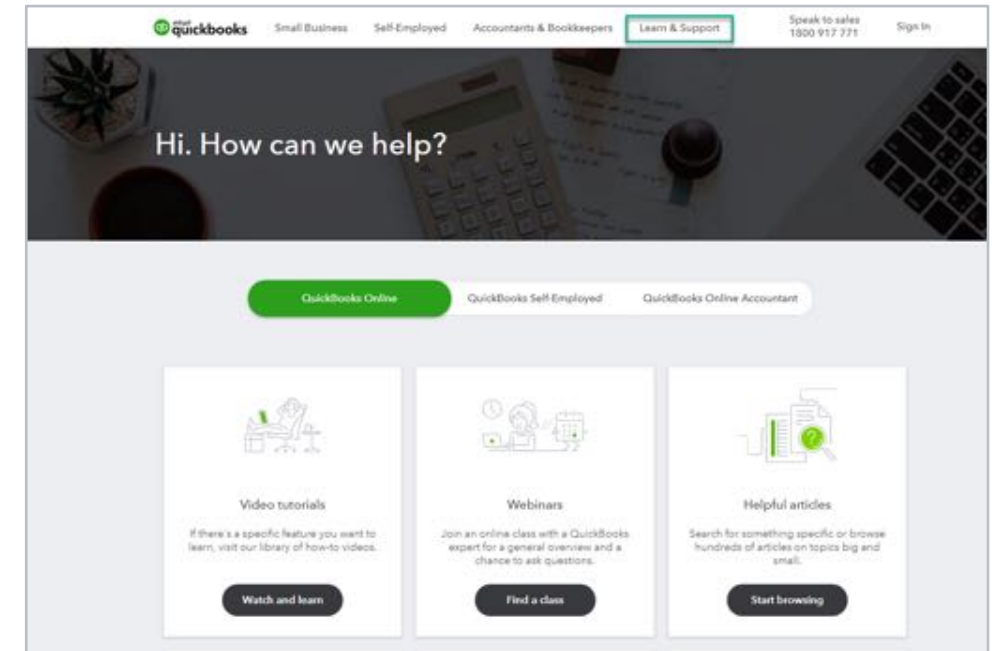 intuit
quickbooks Small Business Self-Employed Accountants & Bookkeepers Learn & Support Speak to sales Sign In
1800 917 771
Hi. How can we help?
QuickBooks Online QuickBooks Self-Employed QuickBooks Online Accountant
Video tutorials
If there's a specific feature you want to
learn, visit our library of how-to videos.
Watch and learn
Webinars
Join an online class with a QuickBooks
expert for a general overview and a
chance to ask questions.
Find a class
Helpful articles
Search for something specific or browse
hundreds of articles on topics big and
small.
Start browsing